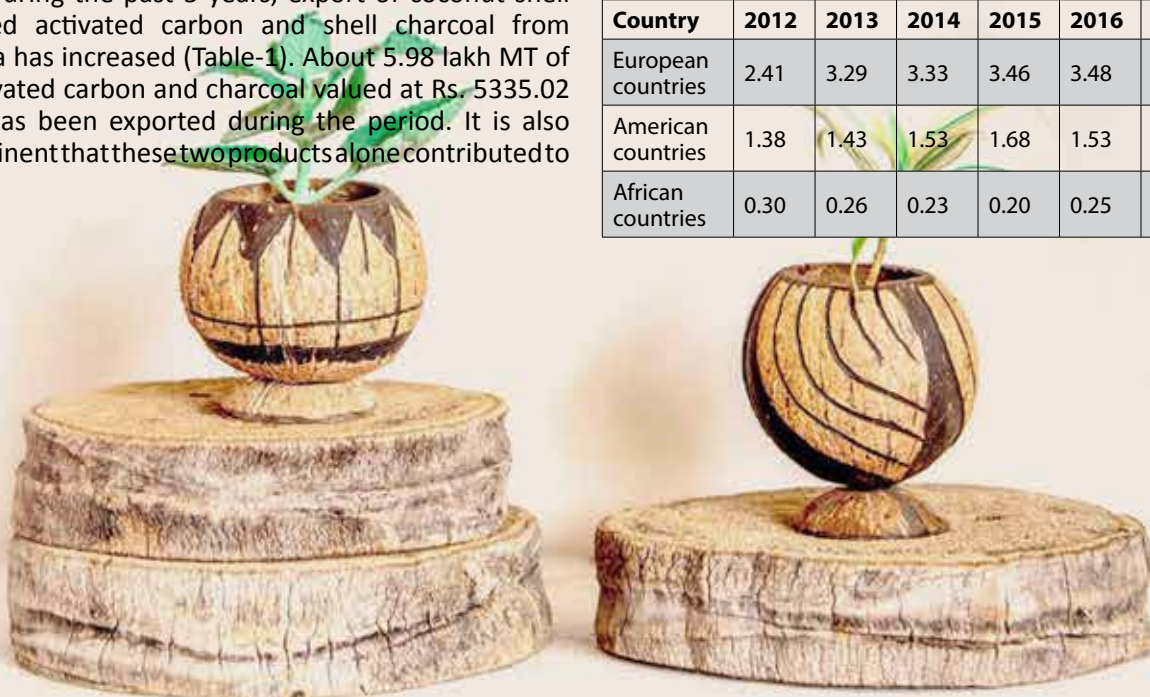 uring the past 5 years, export of coconut shell
ed activated carbon and shell charcoal from
a has increased (Table-1). About 5.98 lakh MT of
vated carbon and charcoal valued at Rs. 5335.02
as been exported during the period. It is also
inent that these two products alone contributed to
Country 2012 2013 2014 2015 2016
European countries 2.41 3.29 3.33 3.46 3.48
American countries 1.38 1.43 1.53 1.68 1.53
African countries 0.30 0.26 0.23 0.20 0.25